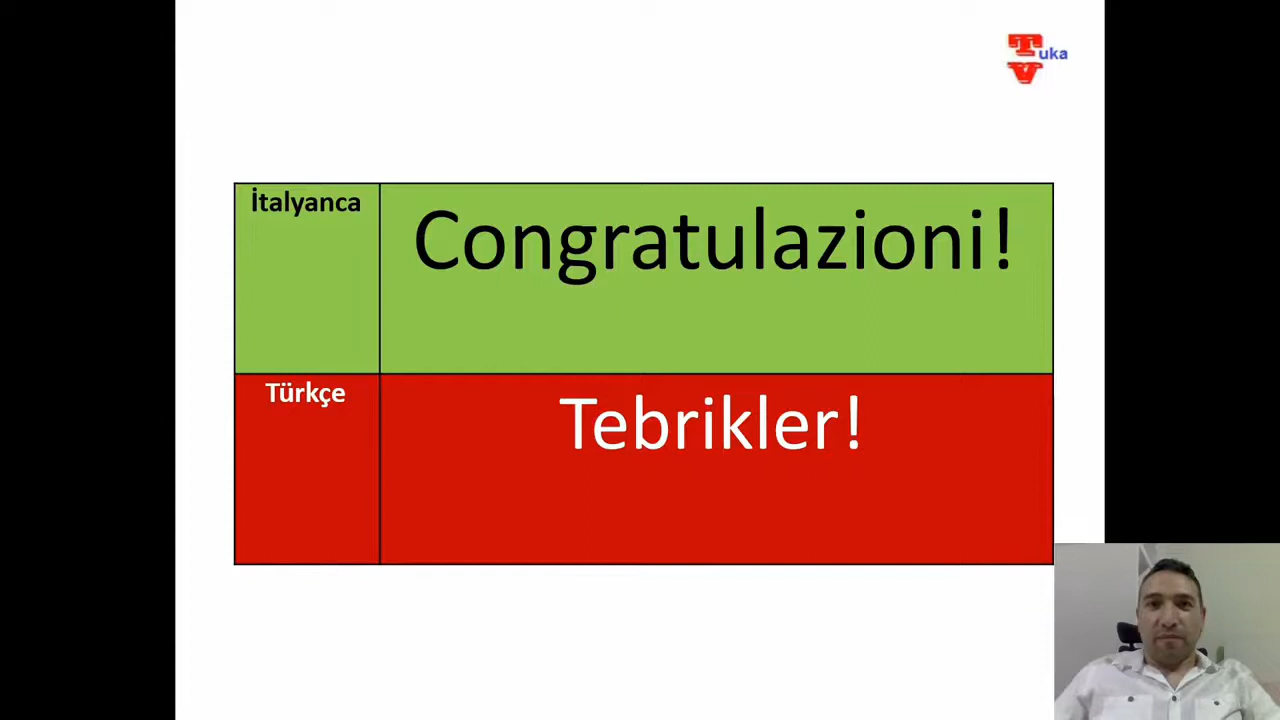 T
uka
V
İtalyanca
Congratulazioni!
Türkçe
Tebrikler!